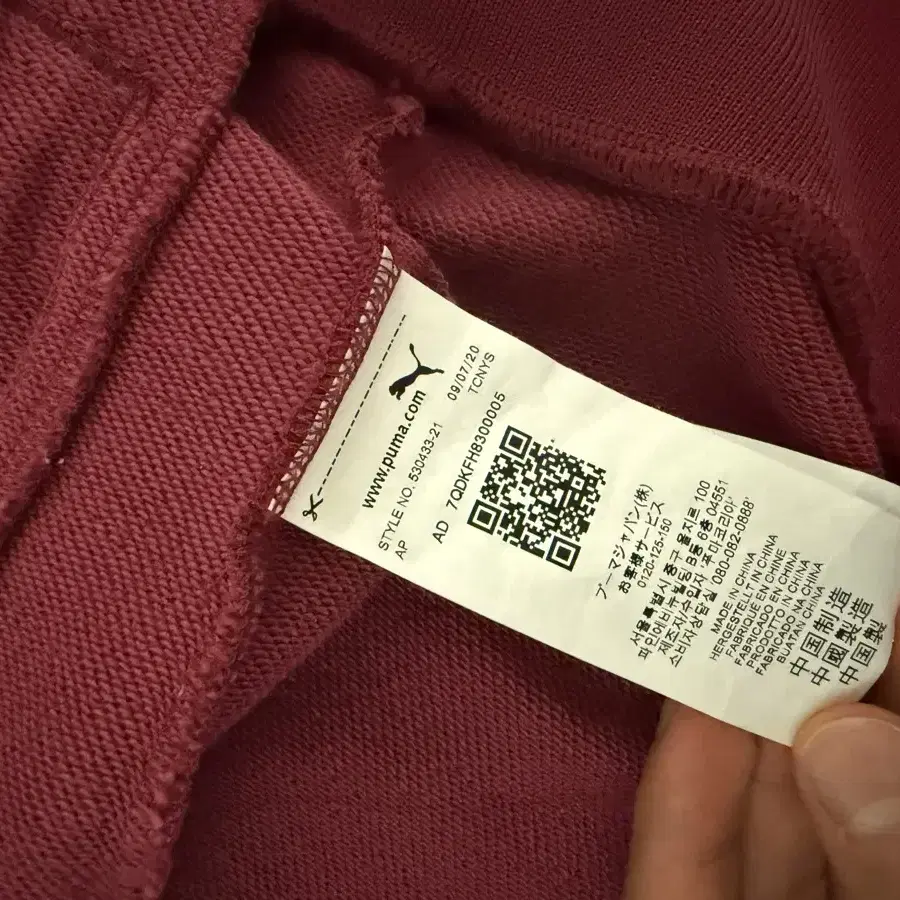 www.puma.com
09/07/20
TCNYS
STYLE NO. 530433-21
AP
AD 7QDKFH8300005
プーマジャパン(株)
お客様サービス
0120-125-150
서울특별시 중구 을지로 100
파인에비뉴빌딩 B동 6층 04551
제조자/수입자 푸마코리아
소비자상담실 080-082-0888
MADE IN CHINA
HERGESTELLT IN CHINA
FABRIQUÉ EN CHINE
FABRICADO EN CHINA
PRODOTTO IN CHINA
FABRICADO NA CHINA
BUATAN CHINA
中国制造
中國製造
中国製